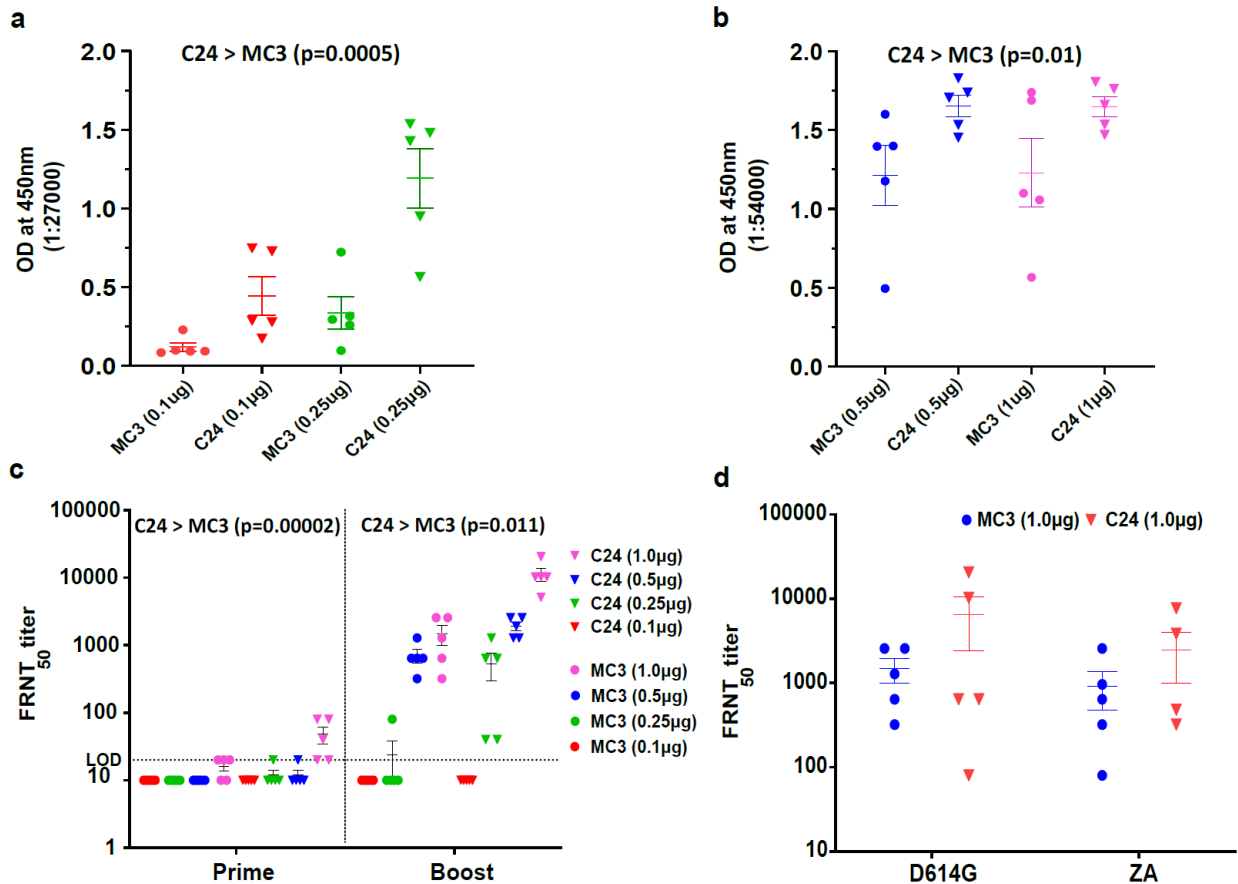 a
C24 > MC3 (p=0.0005)
OD at 450nm
(1:27000)
2.0
1.5
1.0
0.5
0.0
MC3 (0.1ug)
C24 (0.1µg)
MC3 (0.25ug)
C24 (0.25µg)
b
C24 > MC3 (p=0.01)
OD at 450nm
(1:54000)
2.0
1.5
1.0
0.5
0.0
MC3 (0.5ug)
C24 (0.5µg)
MC3 (1ug)
C24 (1µg)
c
C24 > MC3 (p=0.00002)
C24 > MC3 (p=0.011)
FRNT50 titer
100000
10000
1000
100
LOD
10
1
Prime
Boost
C24 (1.0µg)
C24 (0.5µg)
C24 (0.25µg)
C24 (0.1µg)
MC3 (1.0µg)
MC3 (0.5µg)
MC3 (0.25µg)
MC3 (0.1µg)
d
MC3 (1.0µg)
C24 (1.0µg)
FRNT50 titer
100000
10000
1000
100
10
D614G
ZA